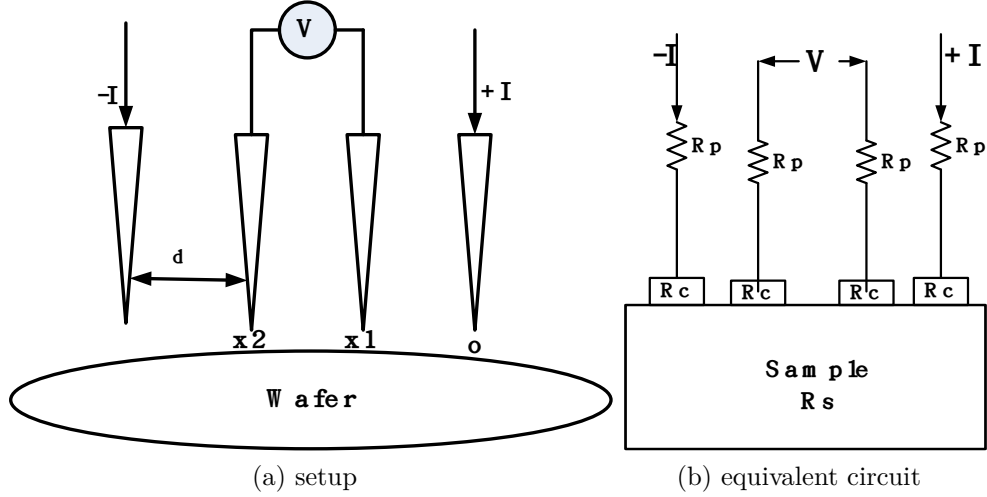 V
-I
+I
d
x2
x1
o
Wafer
(a) setup
-I
V
+I
Rp
Rp
Rp
Rp
Rc
Rc
Rc
Rc
Sample
Rs
(b) equivalent circuit